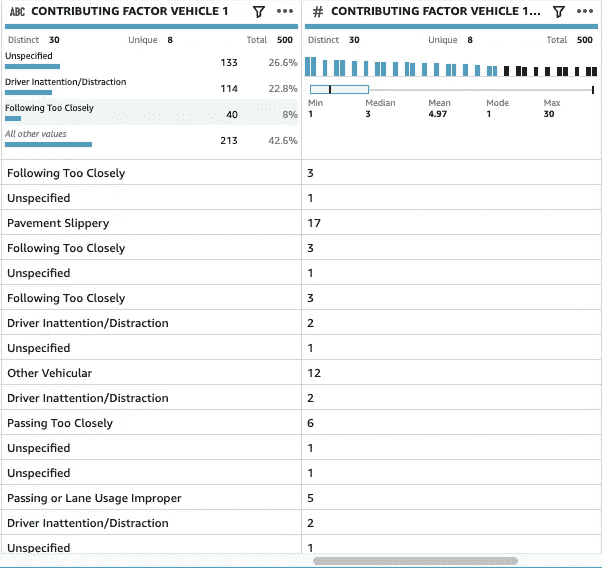 ABC CONTRIBUTING FACTOR VEHICLE 1
# CONTRIBUTING FACTOR VEHICLE 1...
Distinct 30 Unique 8 Total 500
Distinct 30 Unique 8 Total 500
Unspecified 133 26.6%
Driver Inattention/Distraction 114 22.8%
Following Too Closely 40 8%
All other values 213 42.6%
Min Median Mean Mode Max
1 3 4.97 1 30
Following Too Closely 3
Unspecified 1
Pavement Slippery 17
Following Too Closely 3
Unspecified 1
Following Too Closely 3
Driver Inattention/Distraction 2
Unspecified 1
Other Vehicular 12
Driver Inattention/Distraction 2
Passing Too Closely 6
Unspecified 1
Unspecified 1
Passing or Lane Usage Improper 5
Driver Inattention/Distraction 2
Unspecified 1